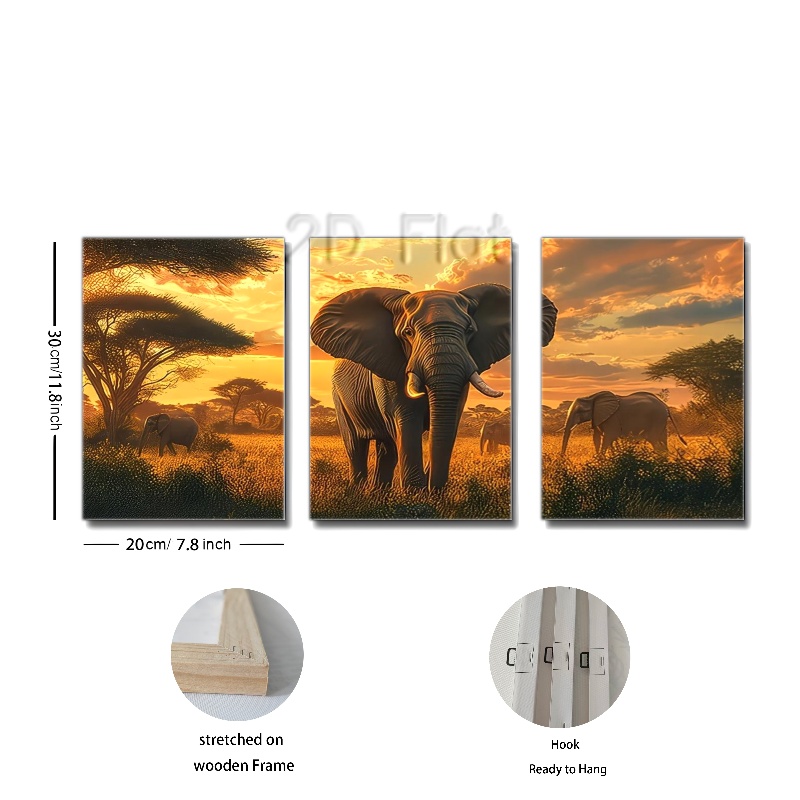 2D Flat
30cm/11.8inch
20cm/ 7.8 inch
stretched on
wooden Frame
Hook
Ready to Hang